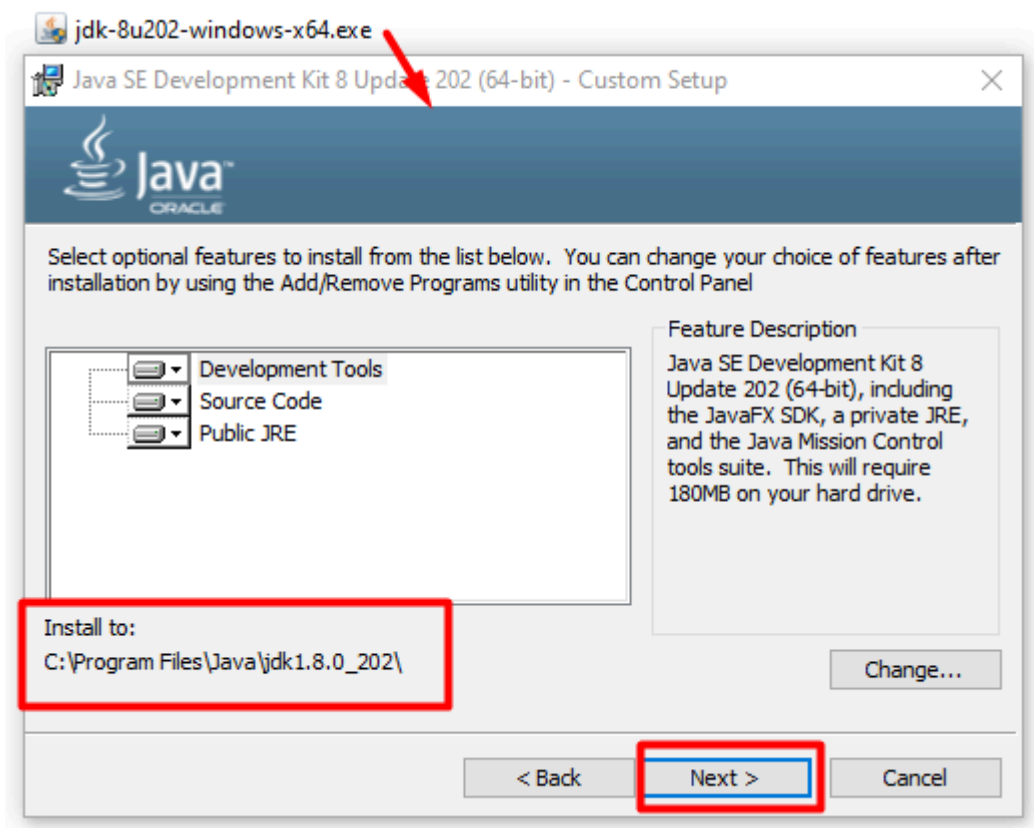 jdk-8u202-windows-x64.exe
Java SE Development Kit 8 Update 202 (64-bit) - Custom Setup
Java™
ORACLE
Select optional features to install from the list below.  You can change your choice of features after
installation by using the Add/Remove Programs utility in the Control Panel
Development Tools
Source Code
Public JRE
Feature Description
Java SE Development Kit 8
Update 202 (64-bit), including
the JavaFX SDK, a private JRE,
and the Java Mission Control
tools suite.  This will require
180MB on your hard drive.
Install to:
C:\Program Files\Java\jdk1.8.0_202\
Change...
< Back
Next >
Cancel